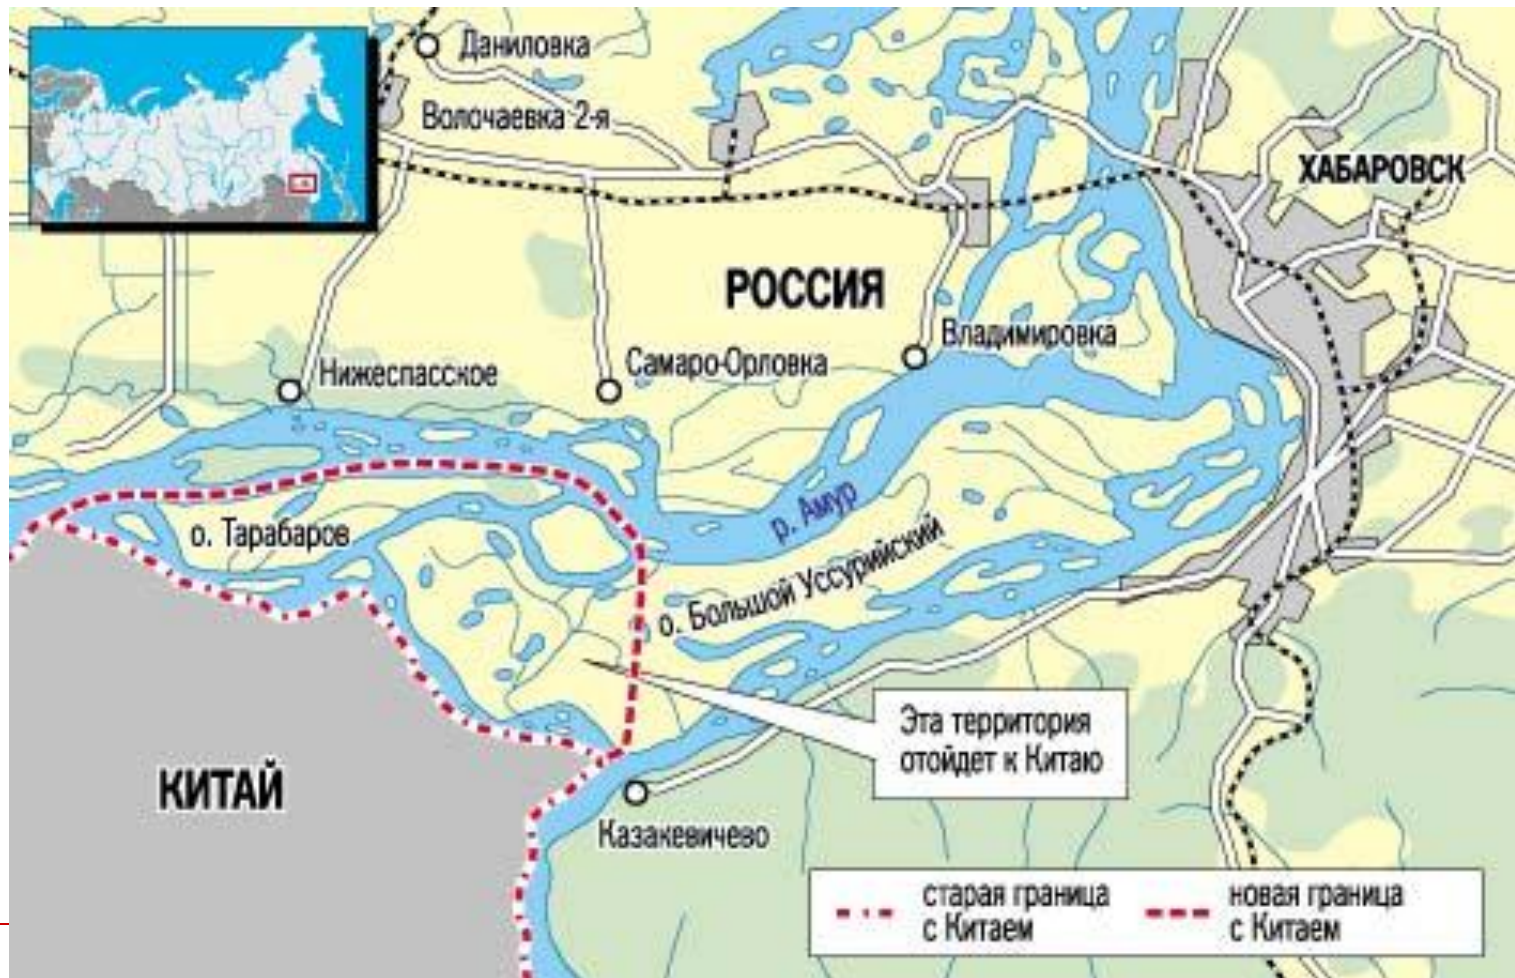 Даниловка
Волочаевка 2-я
ХАБАРОВСК
РОССИЯ
Владимировка
Нижеспасское
Самаро-Орловка
р. Амур
о. Тарабаров
о. Большой Уссурийский
Эта территория
отойдет к Китаю
КИТАЙ
Казакевичево
старая граница
с Китаем
новая граница
с Китаем